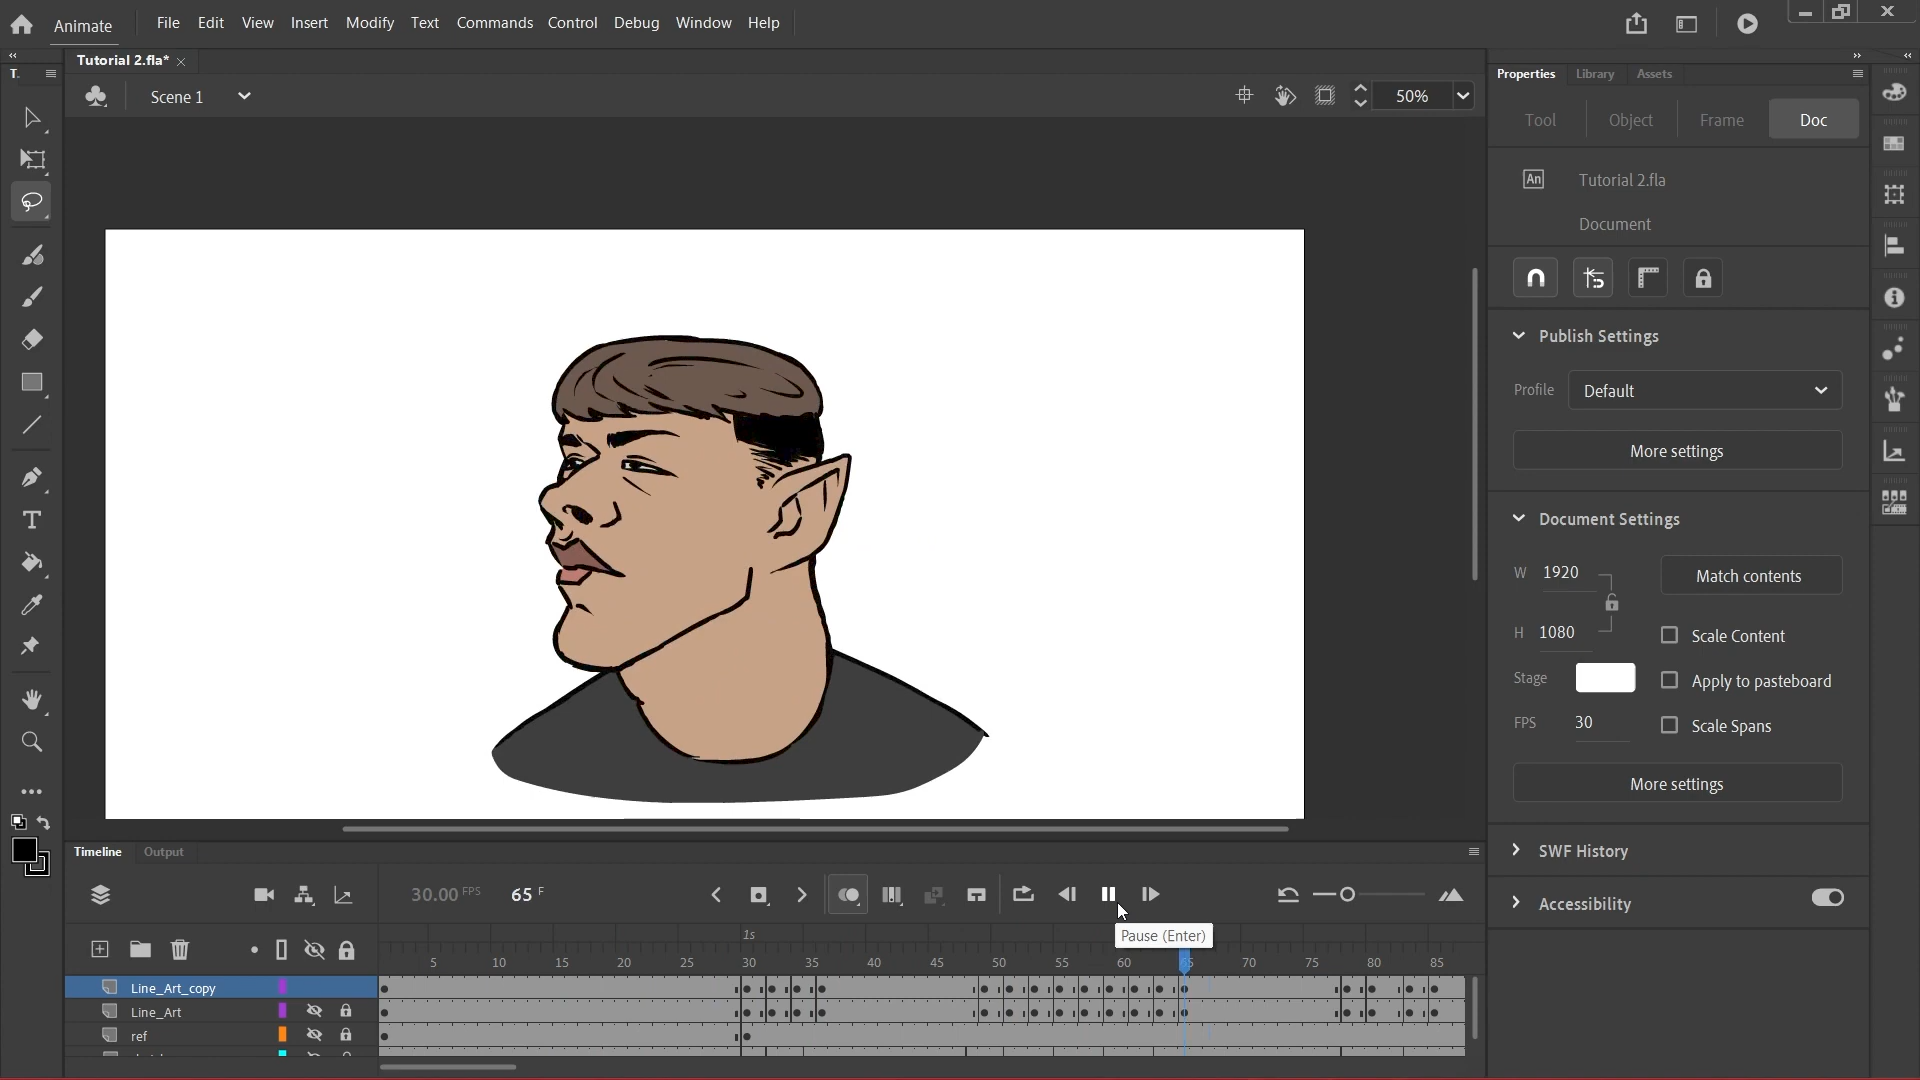 Animate
File Edit View Insert Modify Text Commands Control Debug Window Help
T.
Tutorial 2.fla*
Scene 1
50%
Properties Library Assets
Tool Object Frame Doc
An Tutorial 2.fla
Document
Publish Settings
Profile Default
More settings
Document Settings
W 1920
Match contents
H 1080
Scale Content
Stage
Apply to pasteboard
FPS 30
Scale Spans
More settings
SWF History
Accessibility
Timeline Output
30.00 FPS 65 F
Pause (Enter)
1s
5 10 15 20 25 30 35 40 45 50 55 60 65 70 75 80 85
Line_Art_copy
Line_Art
ref